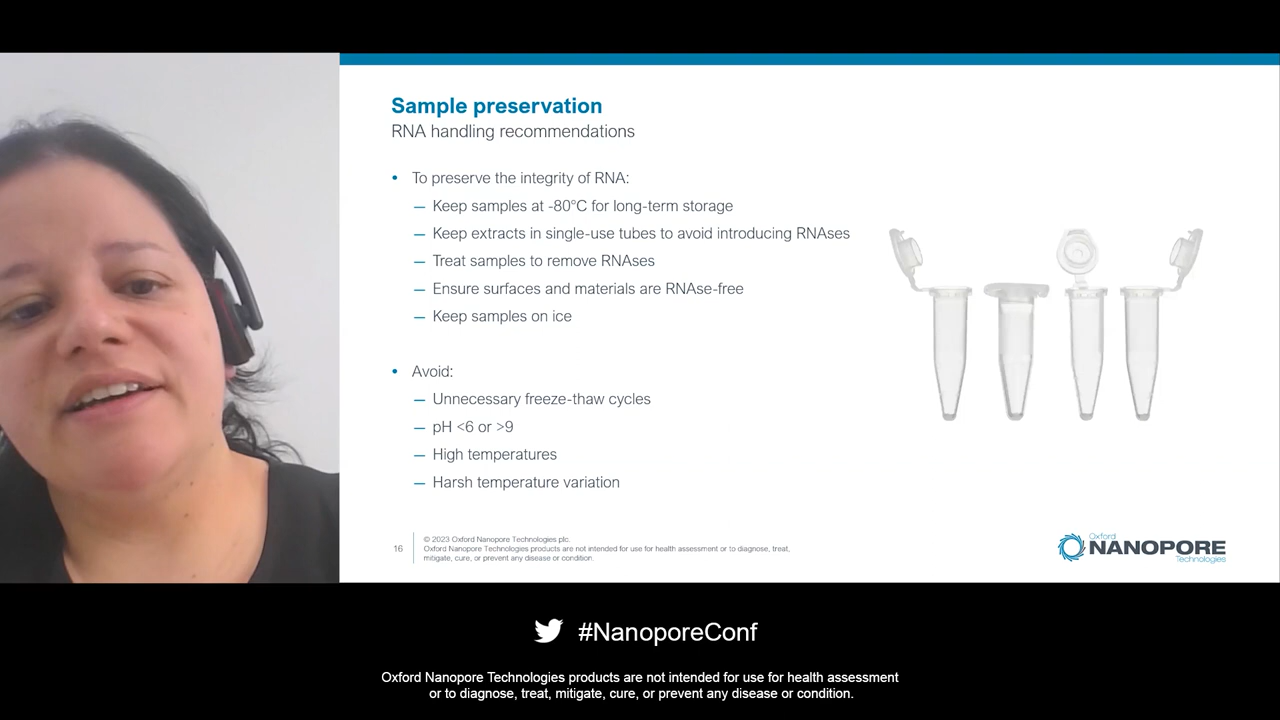 Sample preservation
RNA handling recommendations
• To preserve the integrity of RNA:
— Keep samples at -80°C for long-term storage
— Keep extracts in single-use tubes to avoid introducing RNAses
— Treat samples to remove RNAses
— Ensure surfaces and materials are RNAse-free
— Keep samples on ice
• Avoid:
— Unnecessary freeze-thaw cycles
— pH <6 or >9
— High temperatures
— Harsh temperature variation
16
© 2023 Oxford Nanopore Technologies plc.
Oxford Nanopore Technologies products are not intended for use for health assessment or to diagnose, treat,
mitigate, cure, or prevent any disease or condition.
Oxford
NANOPORE
Technologies
#NanoporeConf
Oxford Nanopore Technologies products are not intended for use for health assessment
or to diagnose, treat, mitigate, cure, or prevent any disease or condition.